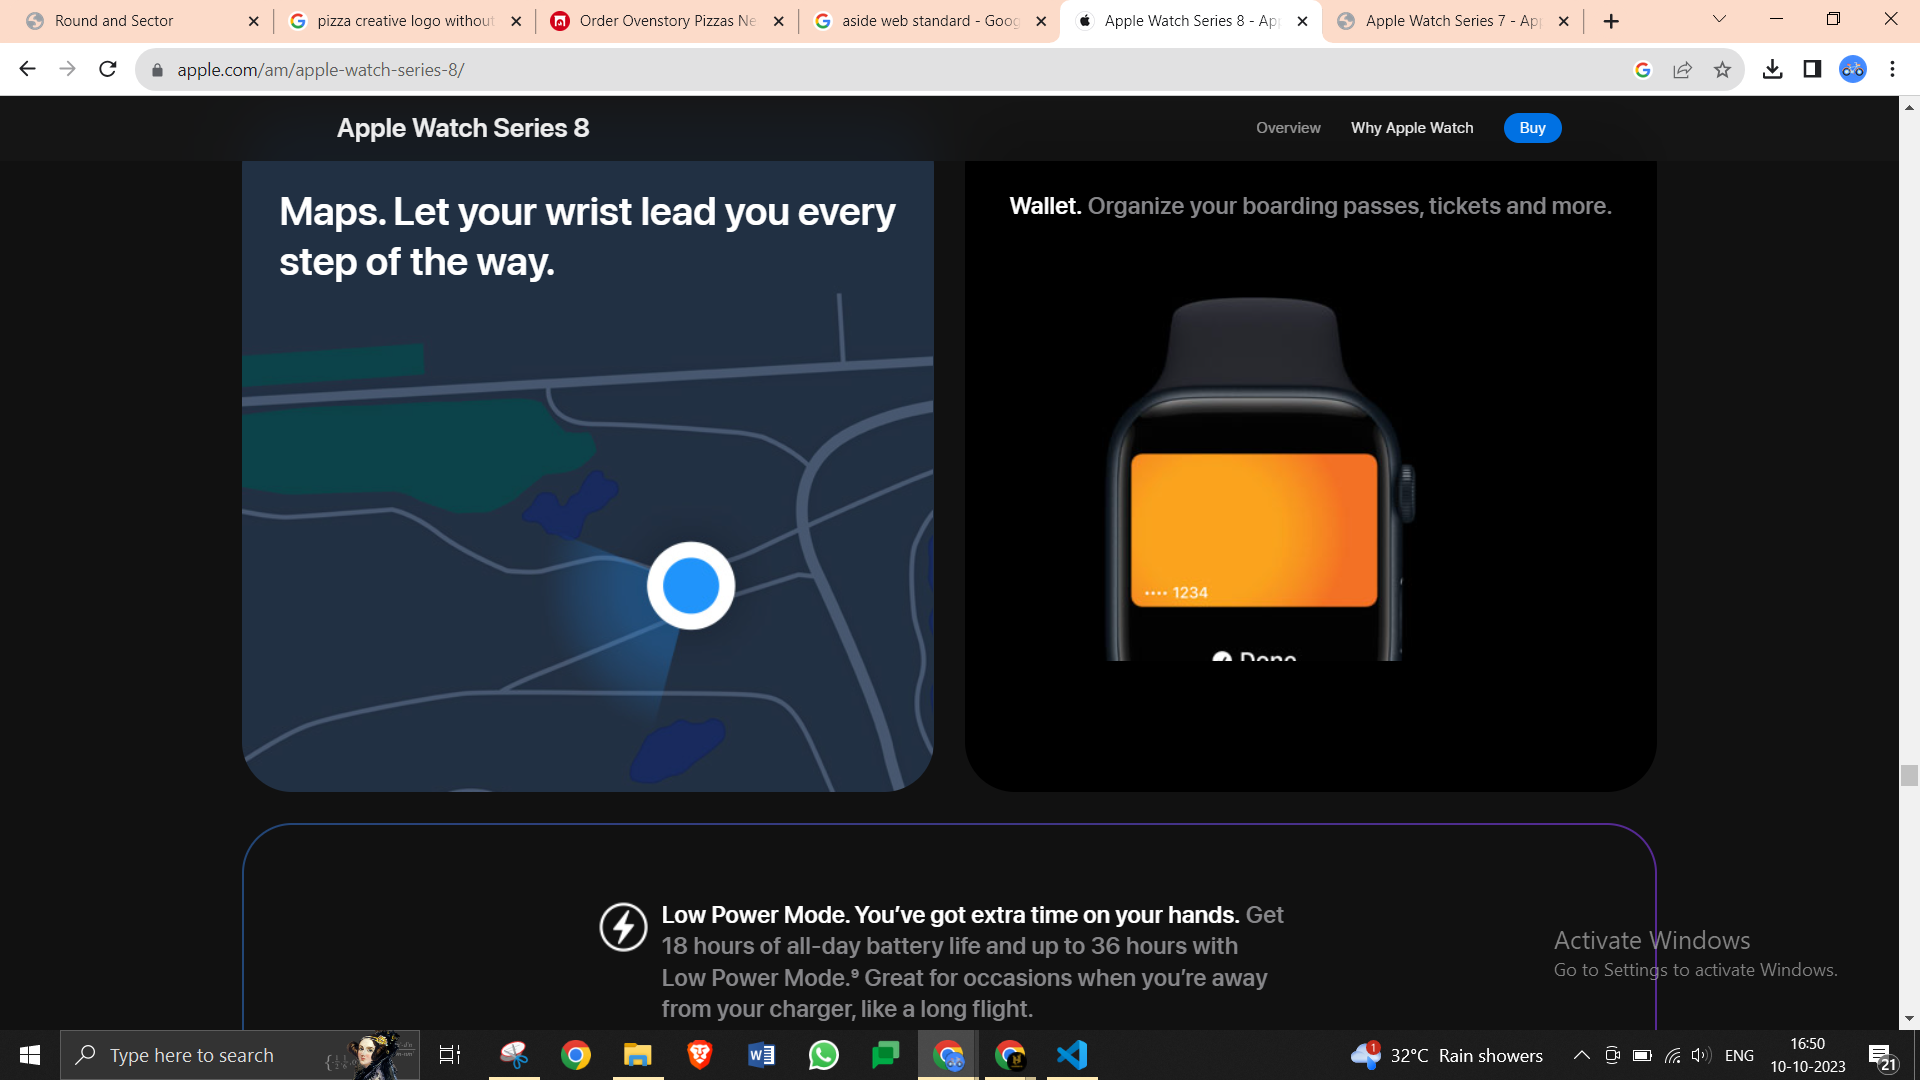 Round and Sector
pizza creative logo without
Order Ovenstory Pizzas Ne
aside web standard - Goog
Apple Watch Series 8 - Ap
Apple Watch Series 7 - Ap
apple.com/am/apple-watch-series-8/
Apple Watch Series 8
Overview
Why Apple Watch
Buy
Maps. Let your wrist lead you every
step of the way.
Wallet. Organize your boarding passes, tickets and more.
•••• 1234
Done
Low Power Mode. You’ve got extra time on your hands. Get
18 hours of all-day battery life and up to 36 hours with
Low Power Mode.⁹ Great for occasions when you’re away
from your charger, like a long flight.
Activate Windows
Go to Settings to activate Windows.
Type here to search
1
32°C Rain showers
ENG
16:50
10-10-2023
21